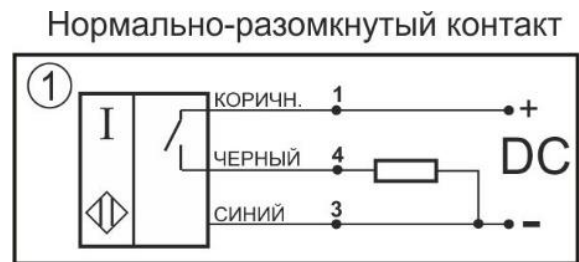 Нормально-разомкнутый контакт
1
I
КОРИЧН. 1 +
ЧЕРНЫЙ 4 DC
СИНИЙ 3 -